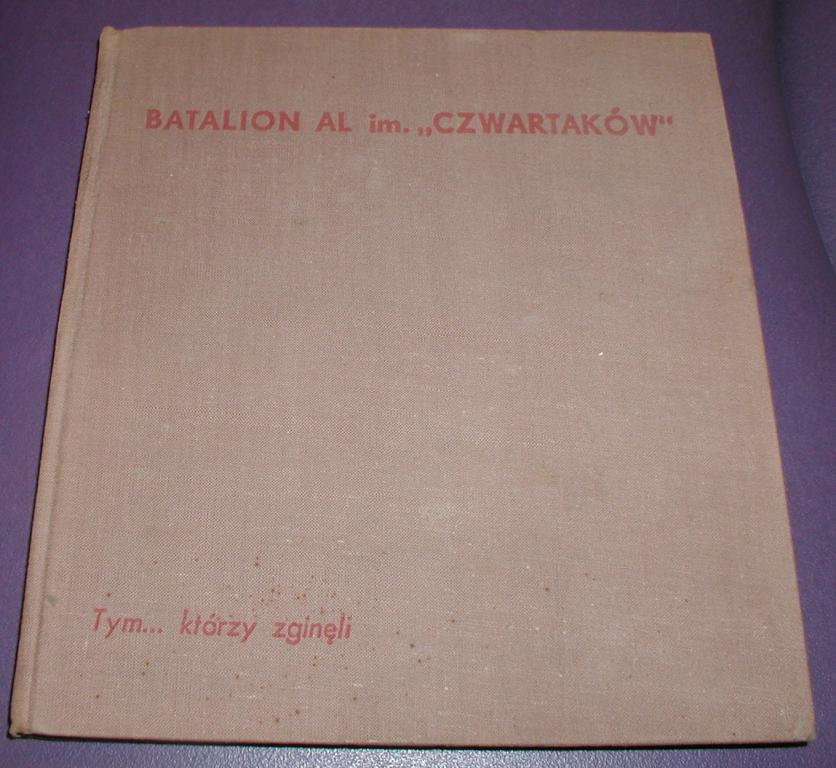 BATALION AL im. „CZWARTAKÓW"
Tym... którzy zginęli